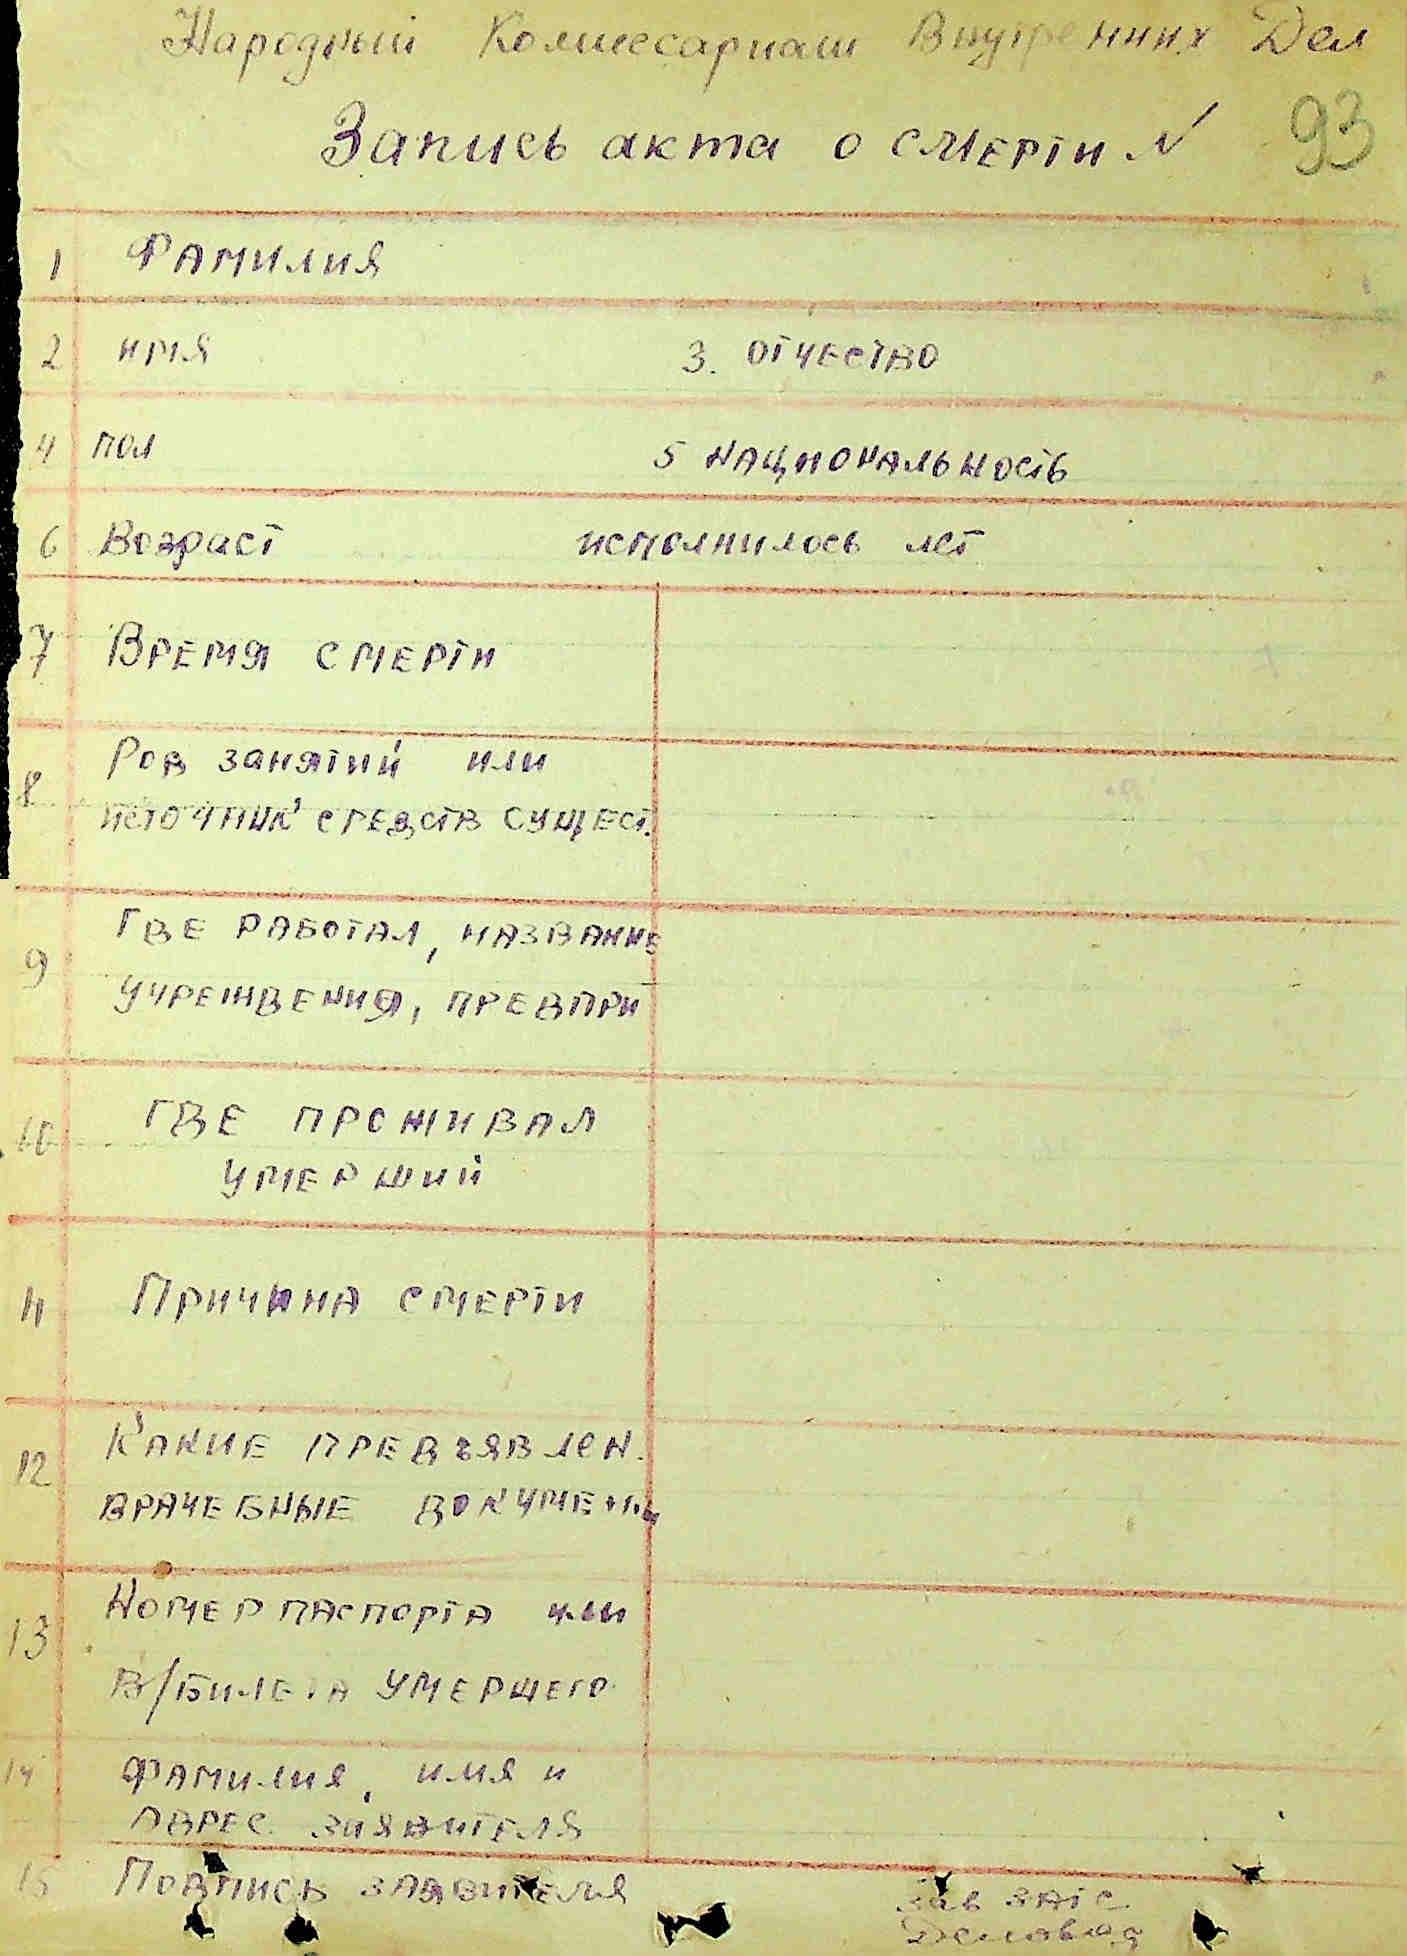 Народный Комиссариат Внутренних Дел
Запись акта о смерти N 93
1 Фамилия
2 имя 3. отчество
4 пол 5 национальность
6 Возраст исполнилось лет
7 Время смерти
8 Род занятий или
источник средств сущест.
9 Где работал, название
учреждения, предпри
10 Где проживал
умерший
11 Причина смерти
12 Какие предъявлен.
врачебные документы
13 Номер паспорта или
в/билета умершего
14 Фамилия, имя и
адрес заявителя
15 Подпись заявителя Зав ЗАГС